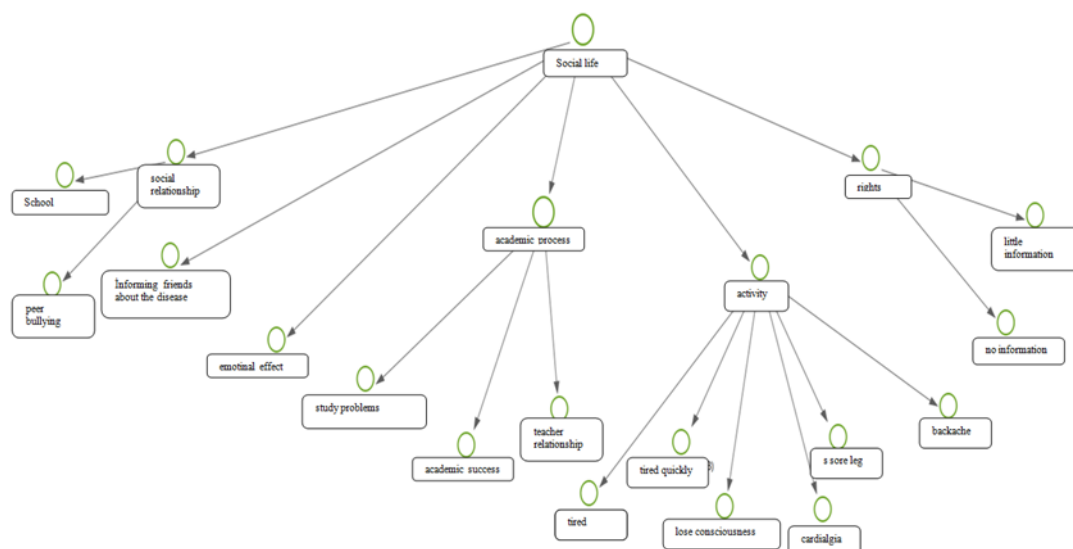 Social life
social
relationship
School
rights
little
information
academic process
Informing friends
about the disease
activity
peer
bullying
no information
emotinal effect
study problems
teacher
relationship
backache
academic success
tired quickly
s sore leg
tired
lose consciousness
cardialgia